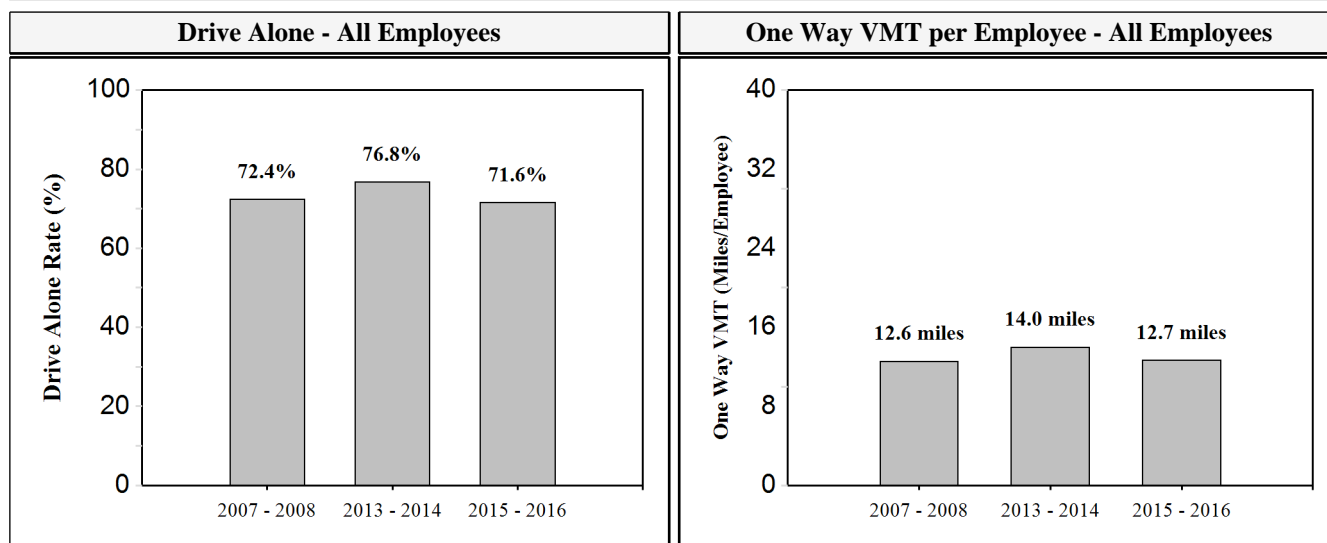 Drive Alone - All Employees
100
80
60
40
20
0
Drive Alone Rate (%)
72.4%
76.8%
71.6%
2007 - 2008
2013 - 2014
2015 - 2016
One Way VMT per Employee - All Employees
40
32
24
16
8
0
One Way VMT (Miles/Employee)
12.6 miles
14.0 miles
12.7 miles
2007 - 2008
2013 - 2014
2015 - 2016